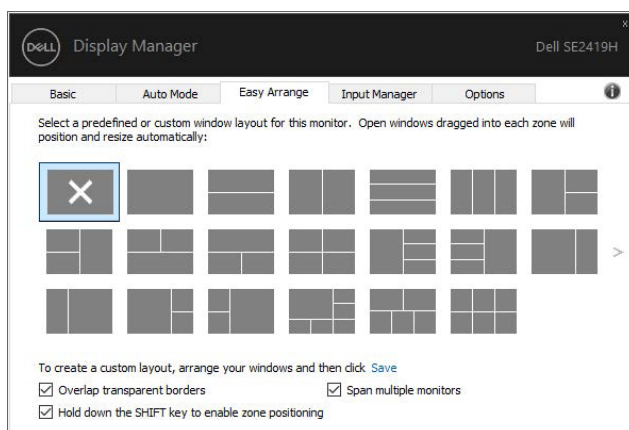 x
DELL Display Manager Dell SE2419H
Basic Auto Mode Easy Arrange Input Manager Options i
Select a predefined or custom window layout for this monitor. Open windows dragged into each zone will
position and resize automatically:
>
To create a custom layout, arrange your windows and then click Save
Overlap transparent borders Span multiple monitors
Hold down the SHIFT key to enable zone positioning